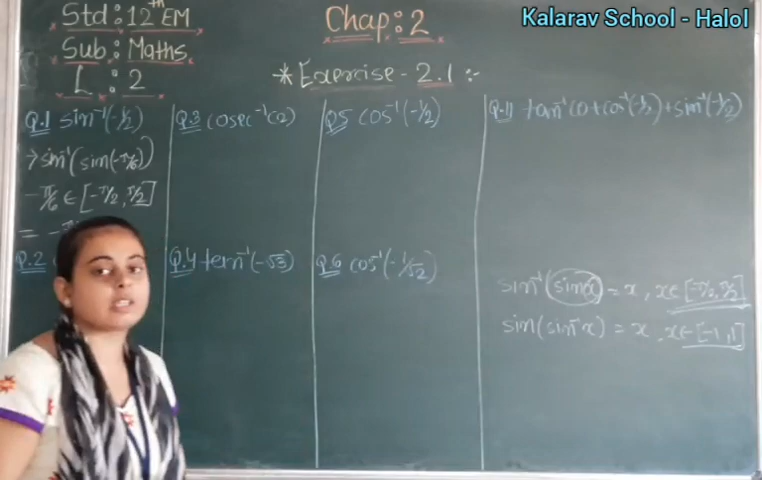 Kalarav School - Halol
Std : 12th EM
Sub : Maths
L : 2
Chap : 2
* Exercise - 2.1 :-
Q.1 sin⁻¹(-1/2)
→ sin⁻¹(sin(-π/6))
-π/6 ∈ [-π/2, π/2]
= -
Q.2
Q.3 cosec⁻¹(2)
Q.4 tan⁻¹(-√3)
Q.5 cos⁻¹(-1/2)
Q.6 cos⁻¹(-1/√2)
Q.11 tan⁻¹(1) + cos⁻¹(-1/2) + sin⁻¹(-1/2)
sin⁻¹(sin x) = x, x ∈ [-π/2, π/2]
sin(sin⁻¹x) = x, x ∈ [-1, 1]